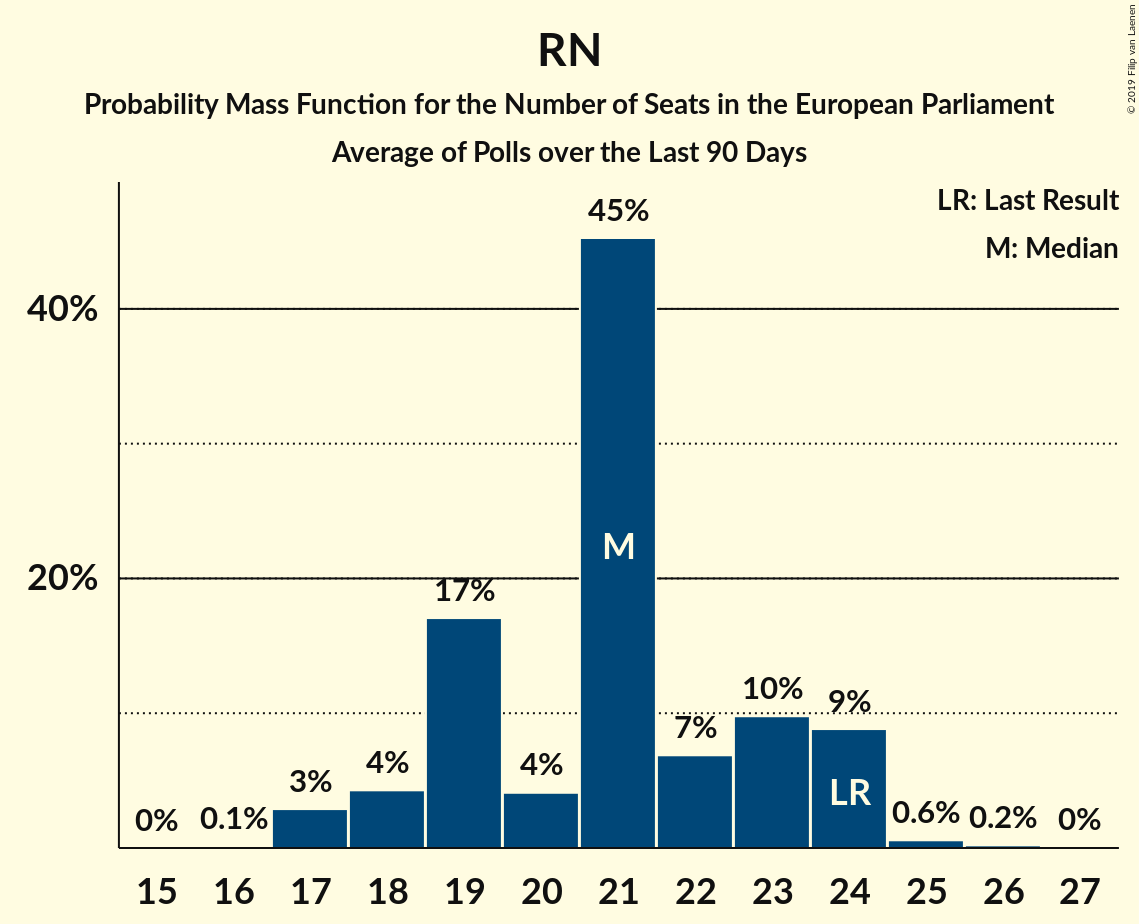 RN
Probability Mass Function for the Number of Seats in the European Parliament
Average of Polls over the Last 90 Days
© 2019 Filip van Laenen
LR: Last Result
M: Median
40%
20%
0%
0.1%
3%
4%
17%
4%
45%
7%
10%
9%
0.6%
0.2%
0%
M
LR
15 16 17 18 19 20 21 22 23 24 25 26 27